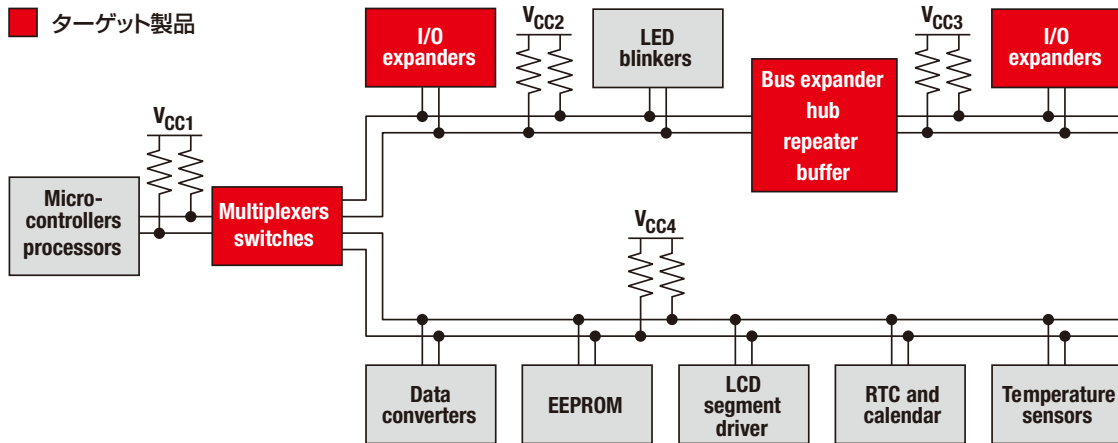 ターゲット製品
I/O
expanders
VCC2
LED
blinkers
VCC3
I/O
expanders
Bus expander
hub
repeater
buffer
VCC1
Micro-
controllers
processors
Multiplexers
switches
VCC4
Data
converters
EEPROM
LCD
segment
driver
RTC and
calendar
Temperature
sensors